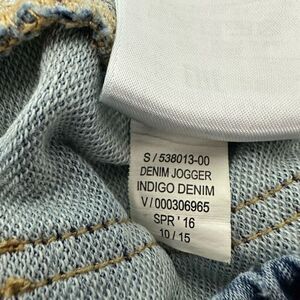 S / 538013-00
DENIM JOGGER
INDIGO DENIM
V / 000306965
SPR ' 16
10 / 15